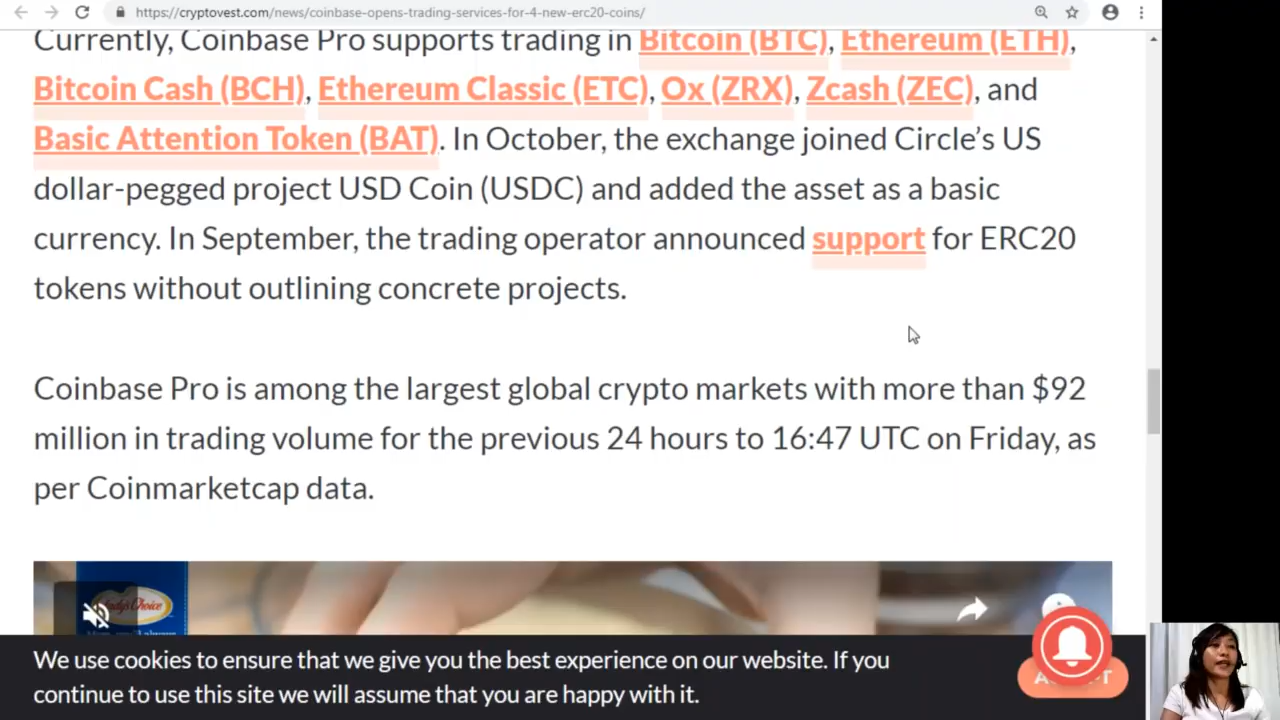 https://cryptovest.com/news/coinbase-opens-trading-services-for-4-new-erc20-coins/
Currently, Coinbase Pro supports trading in Bitcoin (BTC), Ethereum (ETH),
Bitcoin Cash (BCH), Ethereum Classic (ETC), Ox (ZRX), Zcash (ZEC), and
Basic Attention Token (BAT). In October, the exchange joined Circle’s US
dollar-pegged project USD Coin (USDC) and added the asset as a basic
currency. In September, the trading operator announced support for ERC20
tokens without outlining concrete projects.
Coinbase Pro is among the largest global crypto markets with more than $92
million in trading volume for the previous 24 hours to 16:47 UTC on Friday, as
per Coinmarketcap data.
We use cookies to ensure that we give you the best experience on our website. If you
continue to use this site we will assume that you are happy with it.